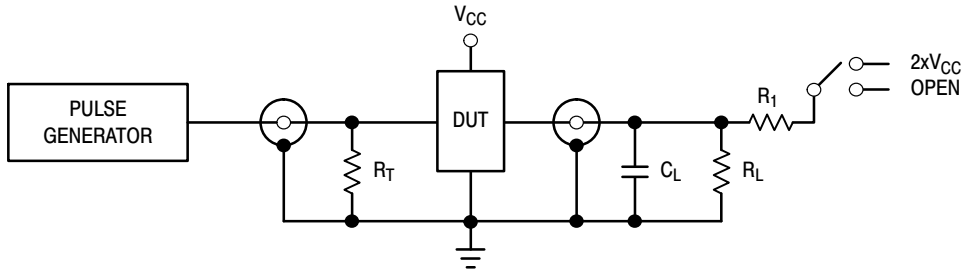 V_CC
PULSE
GENERATOR
R_T
DUT
C_L
R_L
R_1
2xV_CC
OPEN